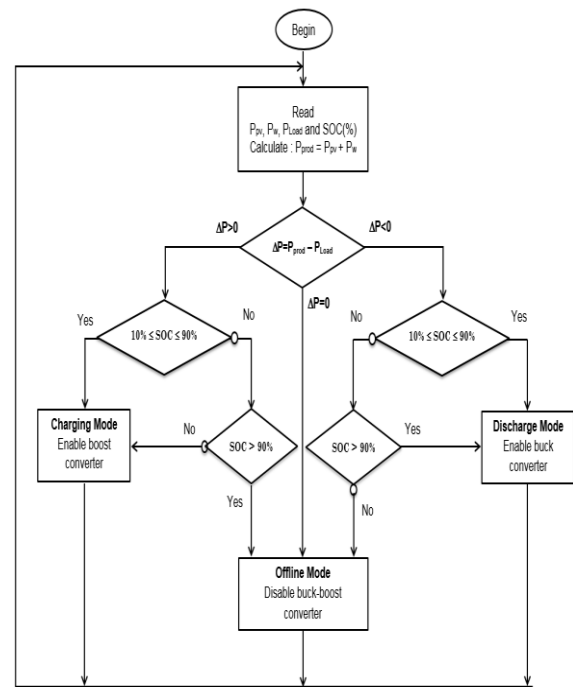 Begin
Read
Ppv, Pw, PLoad and SOC(%)
Calculate : Pprod = Ppv + Pw
ΔP>0
ΔP<0
ΔP=Pprod – PLoad
ΔP=0
Yes
10% ≤ SOC ≤ 90%
No
No
10% ≤ SOC ≤ 90%
Yes
Charging Mode
Enable boost
converter
No
SOC > 90%
Yes
SOC > 90%
Yes
No
Discharge Mode
Enable buck
converter
Offline Mode
Disable buck-boost
converter